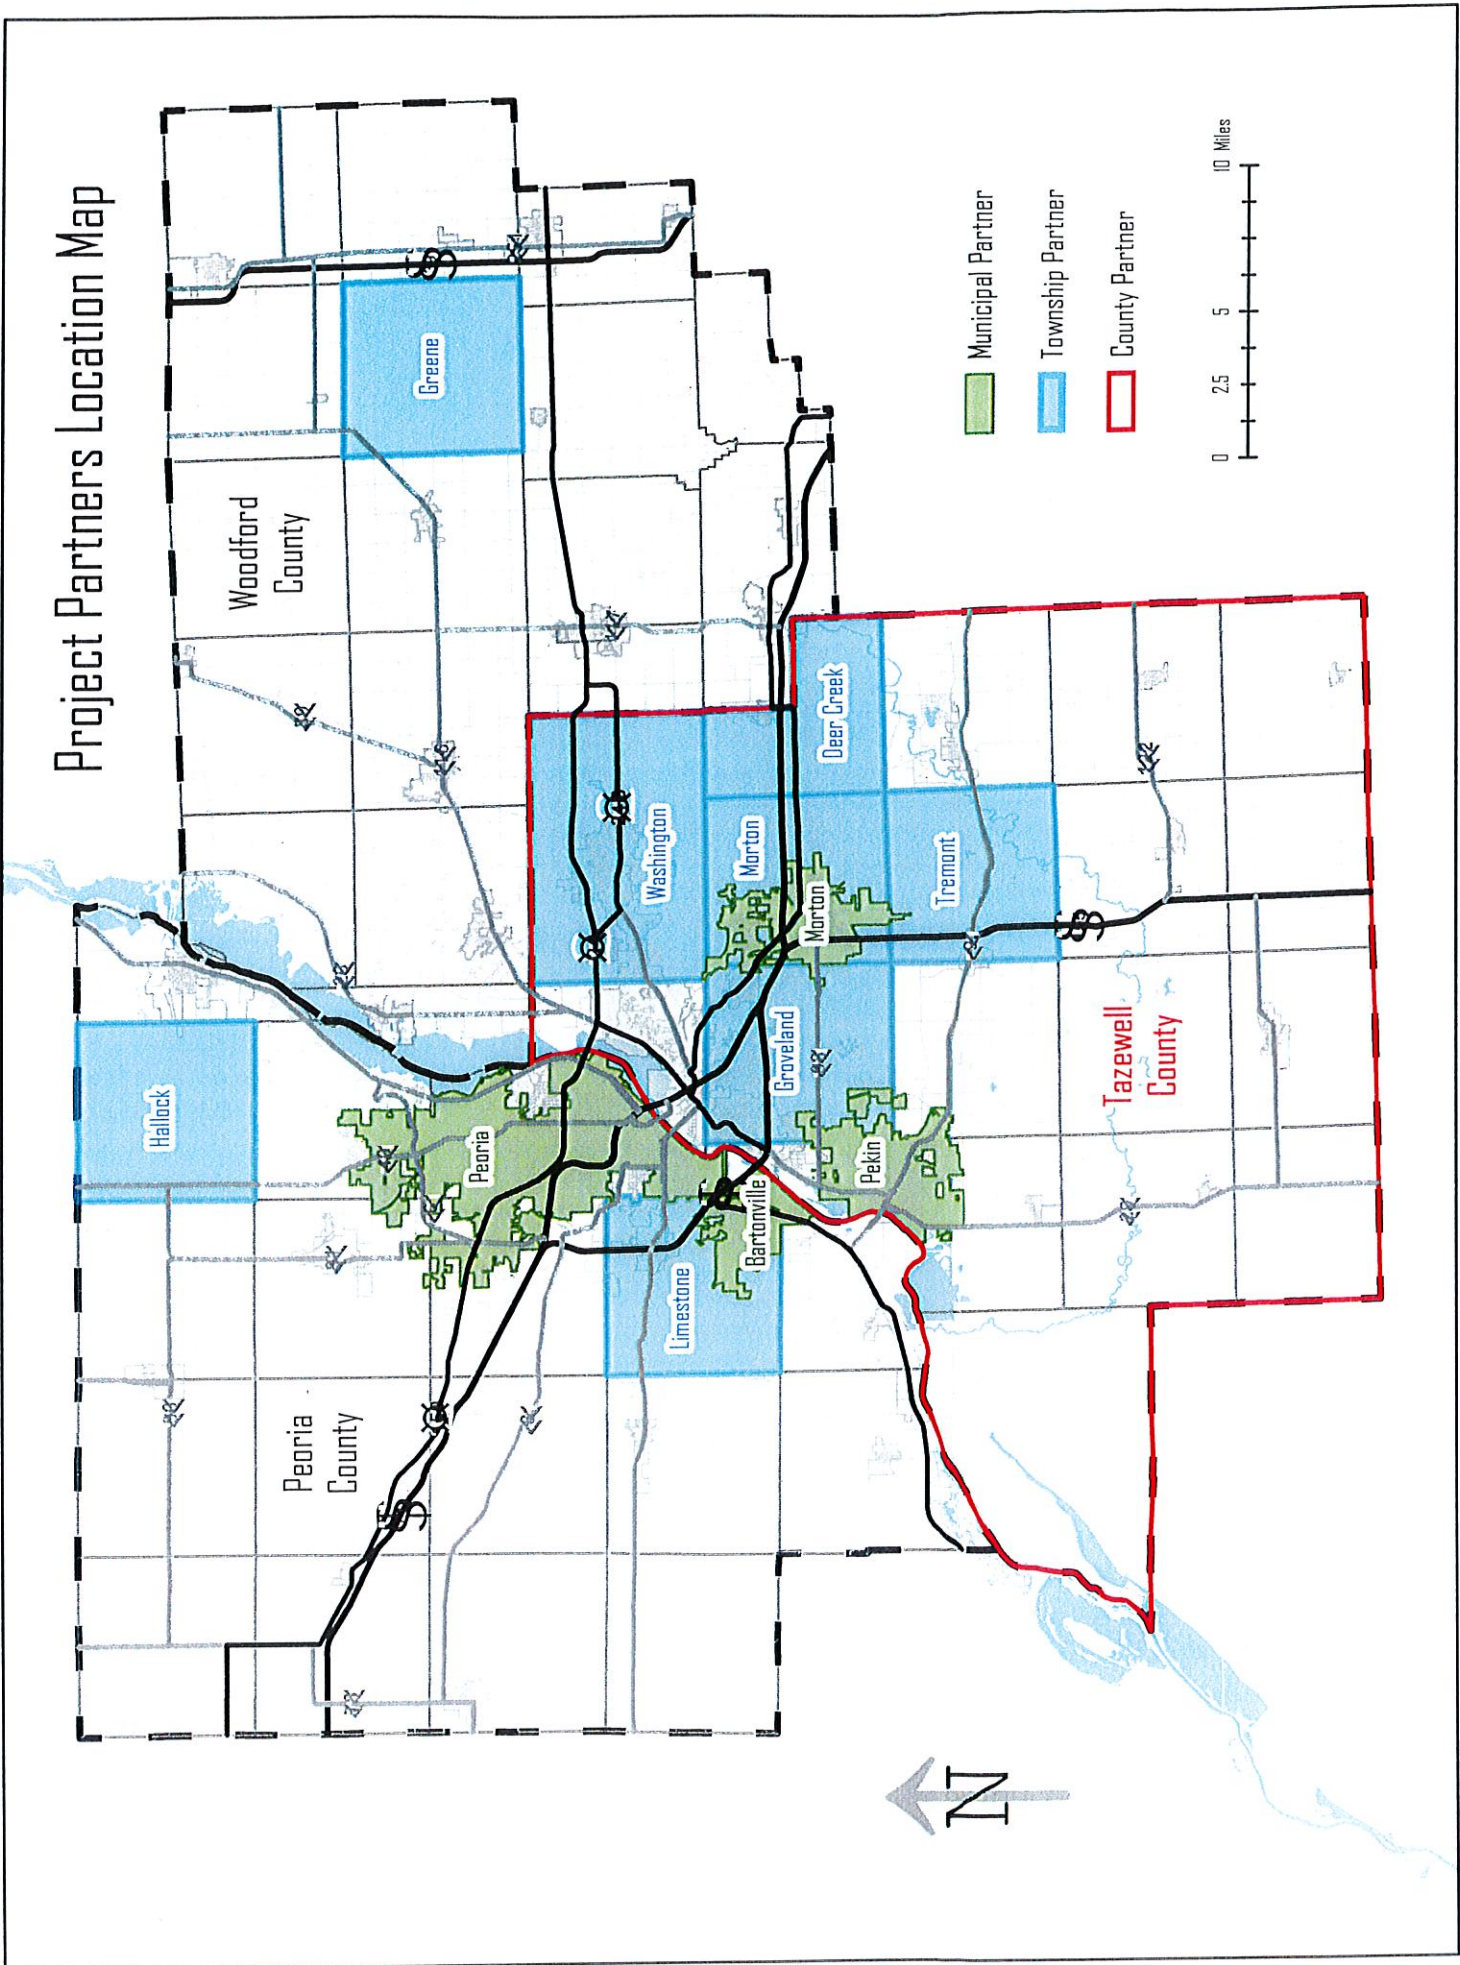 Project Partners Location Map
Hallock
Woodford
County
Greene
Peoria
County
Peoria
Washington
Limestone
Bartonville
Morton
Groveland
Deer Creek
Morton
Pekin
Tremont
Tazewell
County
Municipal Partner
Township Partner
County Partner
0 2.5 5 10 Miles
N